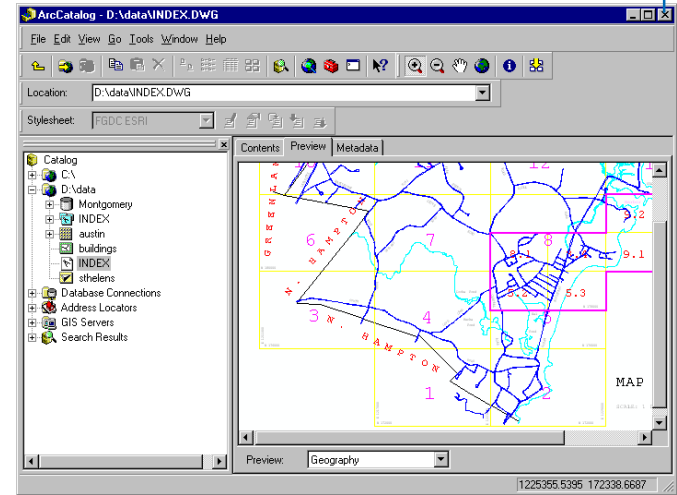 ArcCatalog - D:\data\INDEX.DWG
File Edit View Go Tools Window Help
Location: D:\data\INDEX.DWG
Stylesheet: FGDC ESRI
Catalog
C:\
D:\data
Montgomery
INDEX
austin
buildings
INDEX
sthelens
Database Connections
Address Locators
GIS Servers
Search Results
Contents Preview Metadata
12
GREENLA
N. HAMPTON
6
7
8
9.2
8.1
9.1
5.2
5.3
3
N. HAMPTON
4
5
1
2
MAP
Preview: Geography
1225355.5395 172338.6687